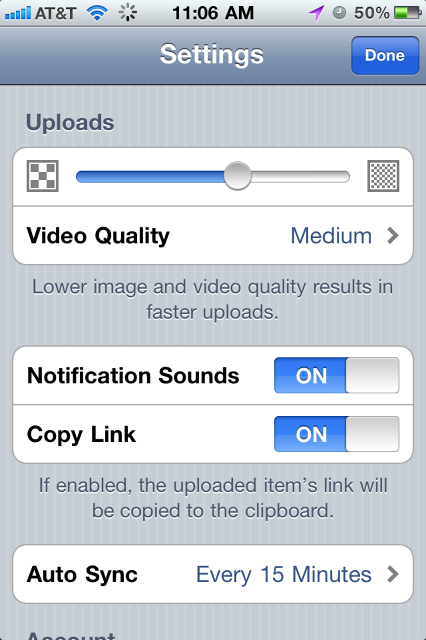 AT&T 11:06 AM 50%
Settings
Done
Uploads
Video Quality Medium
Lower image and video quality results in
faster uploads.
Notification Sounds ON
Copy Link ON
If enabled, the uploaded item's link will
be copied to the clipboard.
Auto Sync Every 15 Minutes
Account